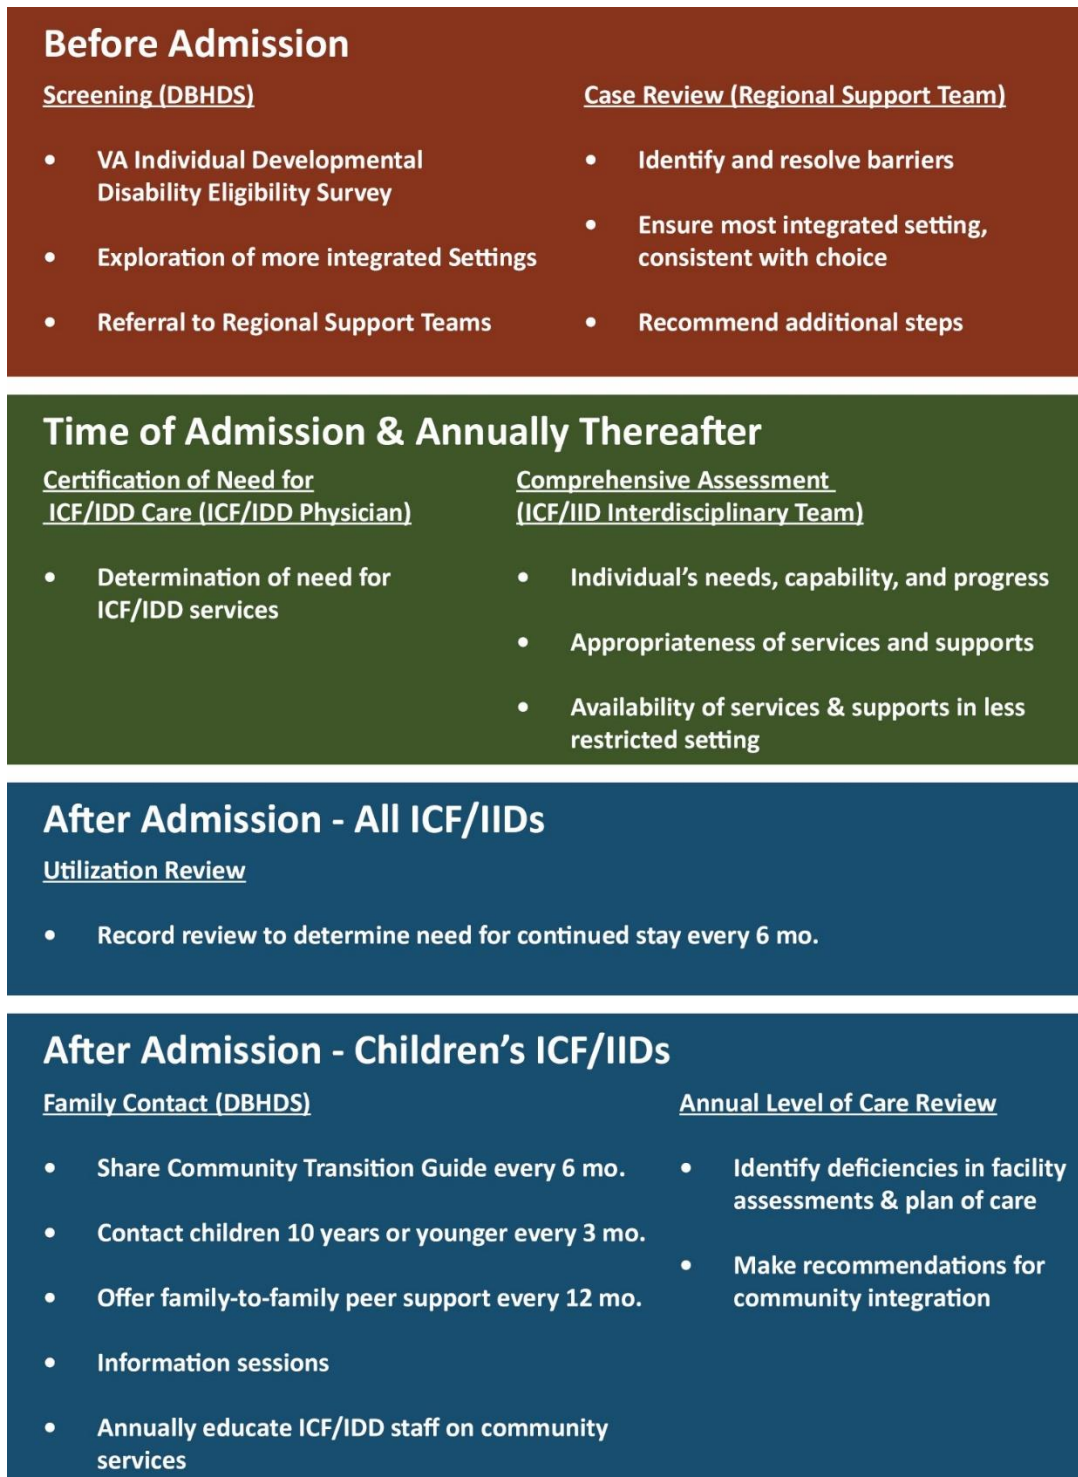 Before Admission
Screening (DBHDS)
• VA Individual Developmental
Disability Eligibility Survey
• Exploration of more integrated Settings
• Referral to Regional Support Teams
Case Review (Regional Support Team)
• Identify and resolve barriers
• Ensure most integrated setting,
consistent with choice
• Recommend additional steps
Time of Admission & Annually Thereafter
Certification of Need for
ICF/IDD Care (ICF/IDD Physician)
• Determination of need for
ICF/IDD services
Comprehensive Assessment
(ICF/IID Interdisciplinary Team)
• Individual’s needs, capability, and progress
• Appropriateness of services and supports
• Availability of services & supports in less
restricted setting
After Admission - All ICF/IIDs
Utilization Review
• Record review to determine need for continued stay every 6 mo.
After Admission - Children’s ICF/IIDs
Family Contact (DBHDS)
• Share Community Transition Guide every 6 mo.
• Contact children 10 years or younger every 3 mo.
• Offer family-to-family peer support every 12 mo.
• Information sessions
• Annually educate ICF/IDD staff on community
services
Annual Level of Care Review
• Identify deficiencies in facility
assessments & plan of care
• Make recommendations for
community integration